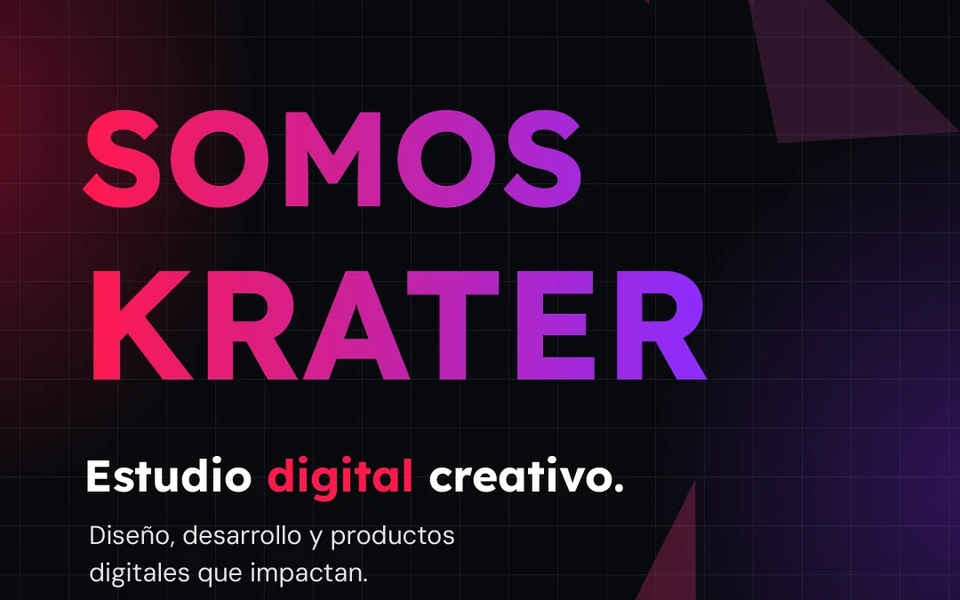 SOMOS
KRATER
Estudio digital creativo.
Diseño, desarrollo y productos
digitales que impactan.